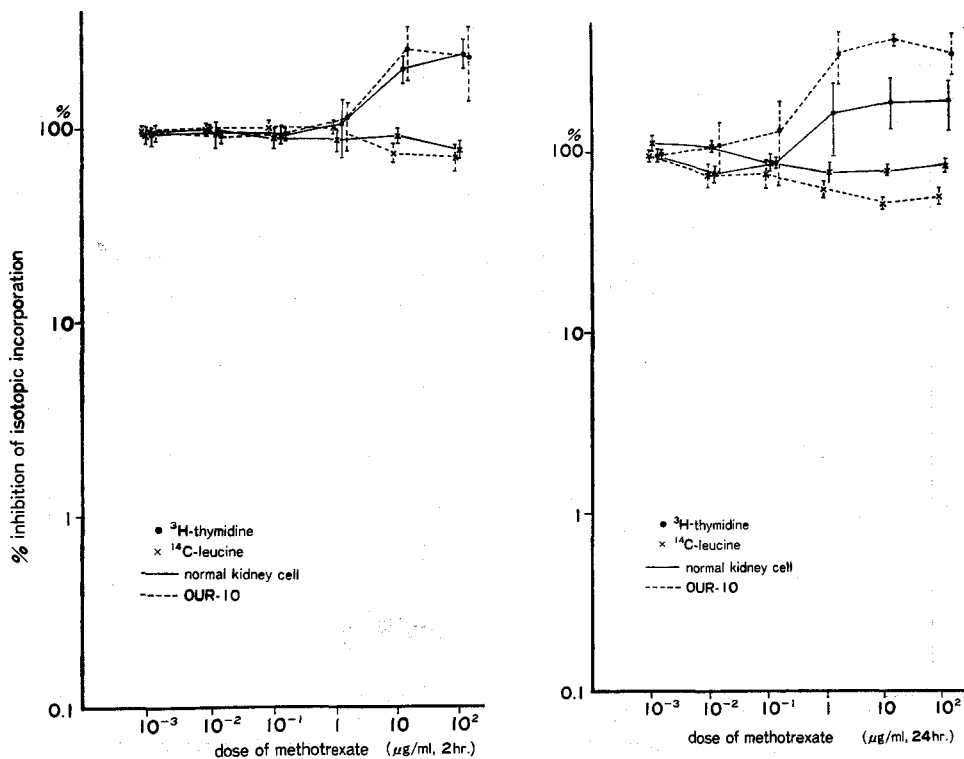 %
100
10
1
0.1
% inhibition of isotopic incorporation
• ³H-thymidine
× ¹⁴C-leucine
normal kidney cell
OUR-10
10⁻³ 10⁻² 10⁻¹ 1 10 10²
dose of methotrexate (μg/ml, 2hr.)
%
100
10
1
0.1
• ³H-thymidine
× ¹⁴C-leucine
normal kidney cell
OUR-10
10⁻³ 10⁻² 10⁻¹ 1 10 10²
dose of methotrexate (μg/ml, 24hr.)